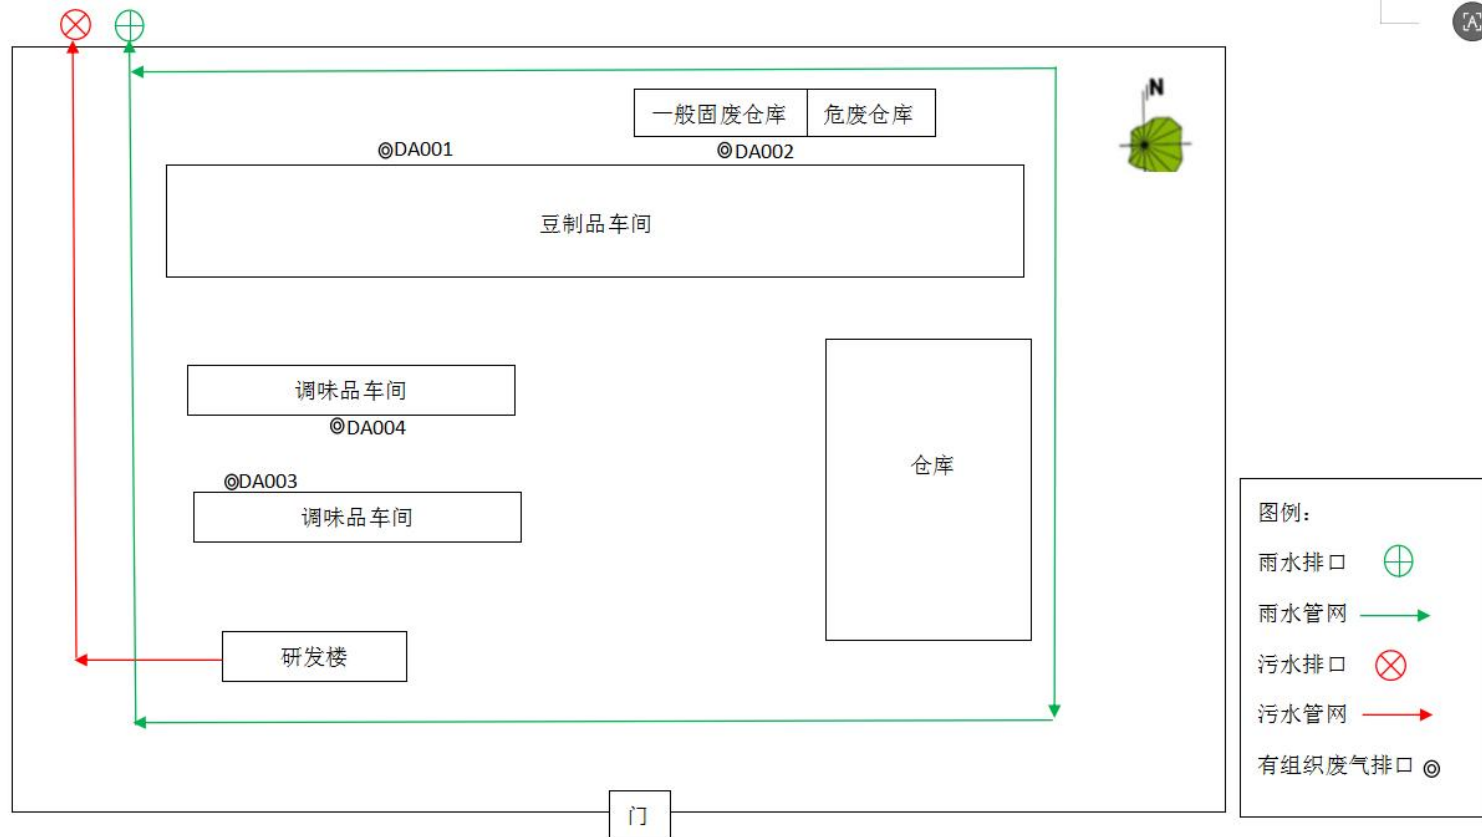 N
一般固废仓库
危废仓库
DA001
DA002
豆制品车间
调味品车间
DA004
DA003
调味品车间
仓库
研发楼
门
图例：
雨水排口
雨水管网
污水排口
污水管网
有组织废气排口
A